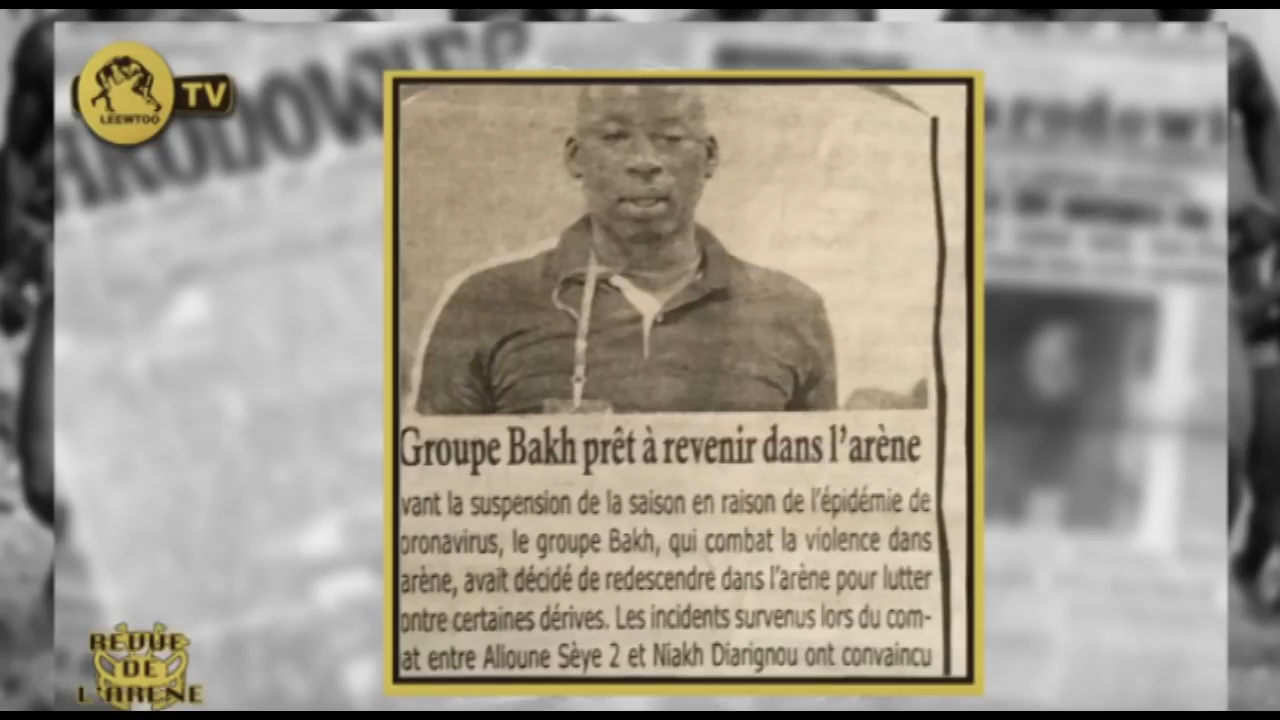 LEEWTOO
TV
Groupe Bakh prêt à revenir dans l'arène
vant la suspension de la saison en raison de l'épidémie de
oronavirus, le groupe Bakh, qui combat la violence dans
arène, avait décidé de redescendre dans l'arène pour lutter
ontre certaines dérives. Les incidents survenus lors du com-
at entre Alioune Sèye 2 et Niakh Diarignou ont convaincu
REVUE
DE
L'ARENE